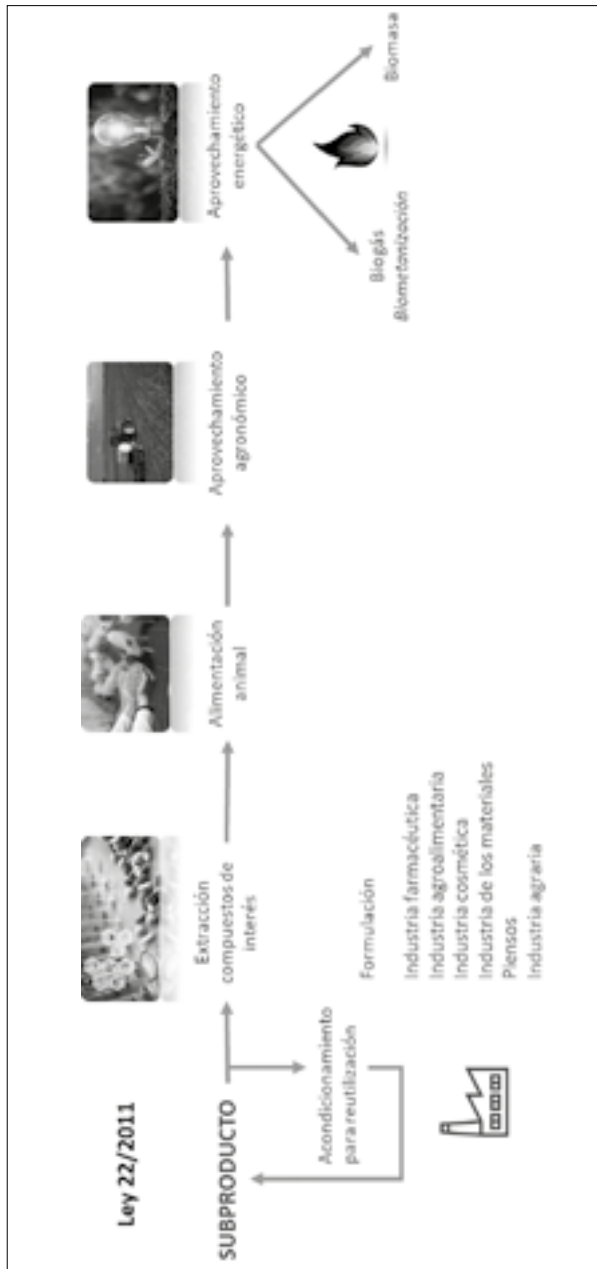 Ley 22/2011
SUBPRODUCTO
Acondicionamiento
para reutilización
Extracción
compuestos de
interés
Formulación
Industria farmacéutica
Industria agroalimentaria
Industria cosmética
Industria de los materiales
Piensos
Industria agraria
Alimentación
animal
Aprovechamiento
agronómico
Aprovechamiento
energético
Biogás
Biometanización
Biomasa